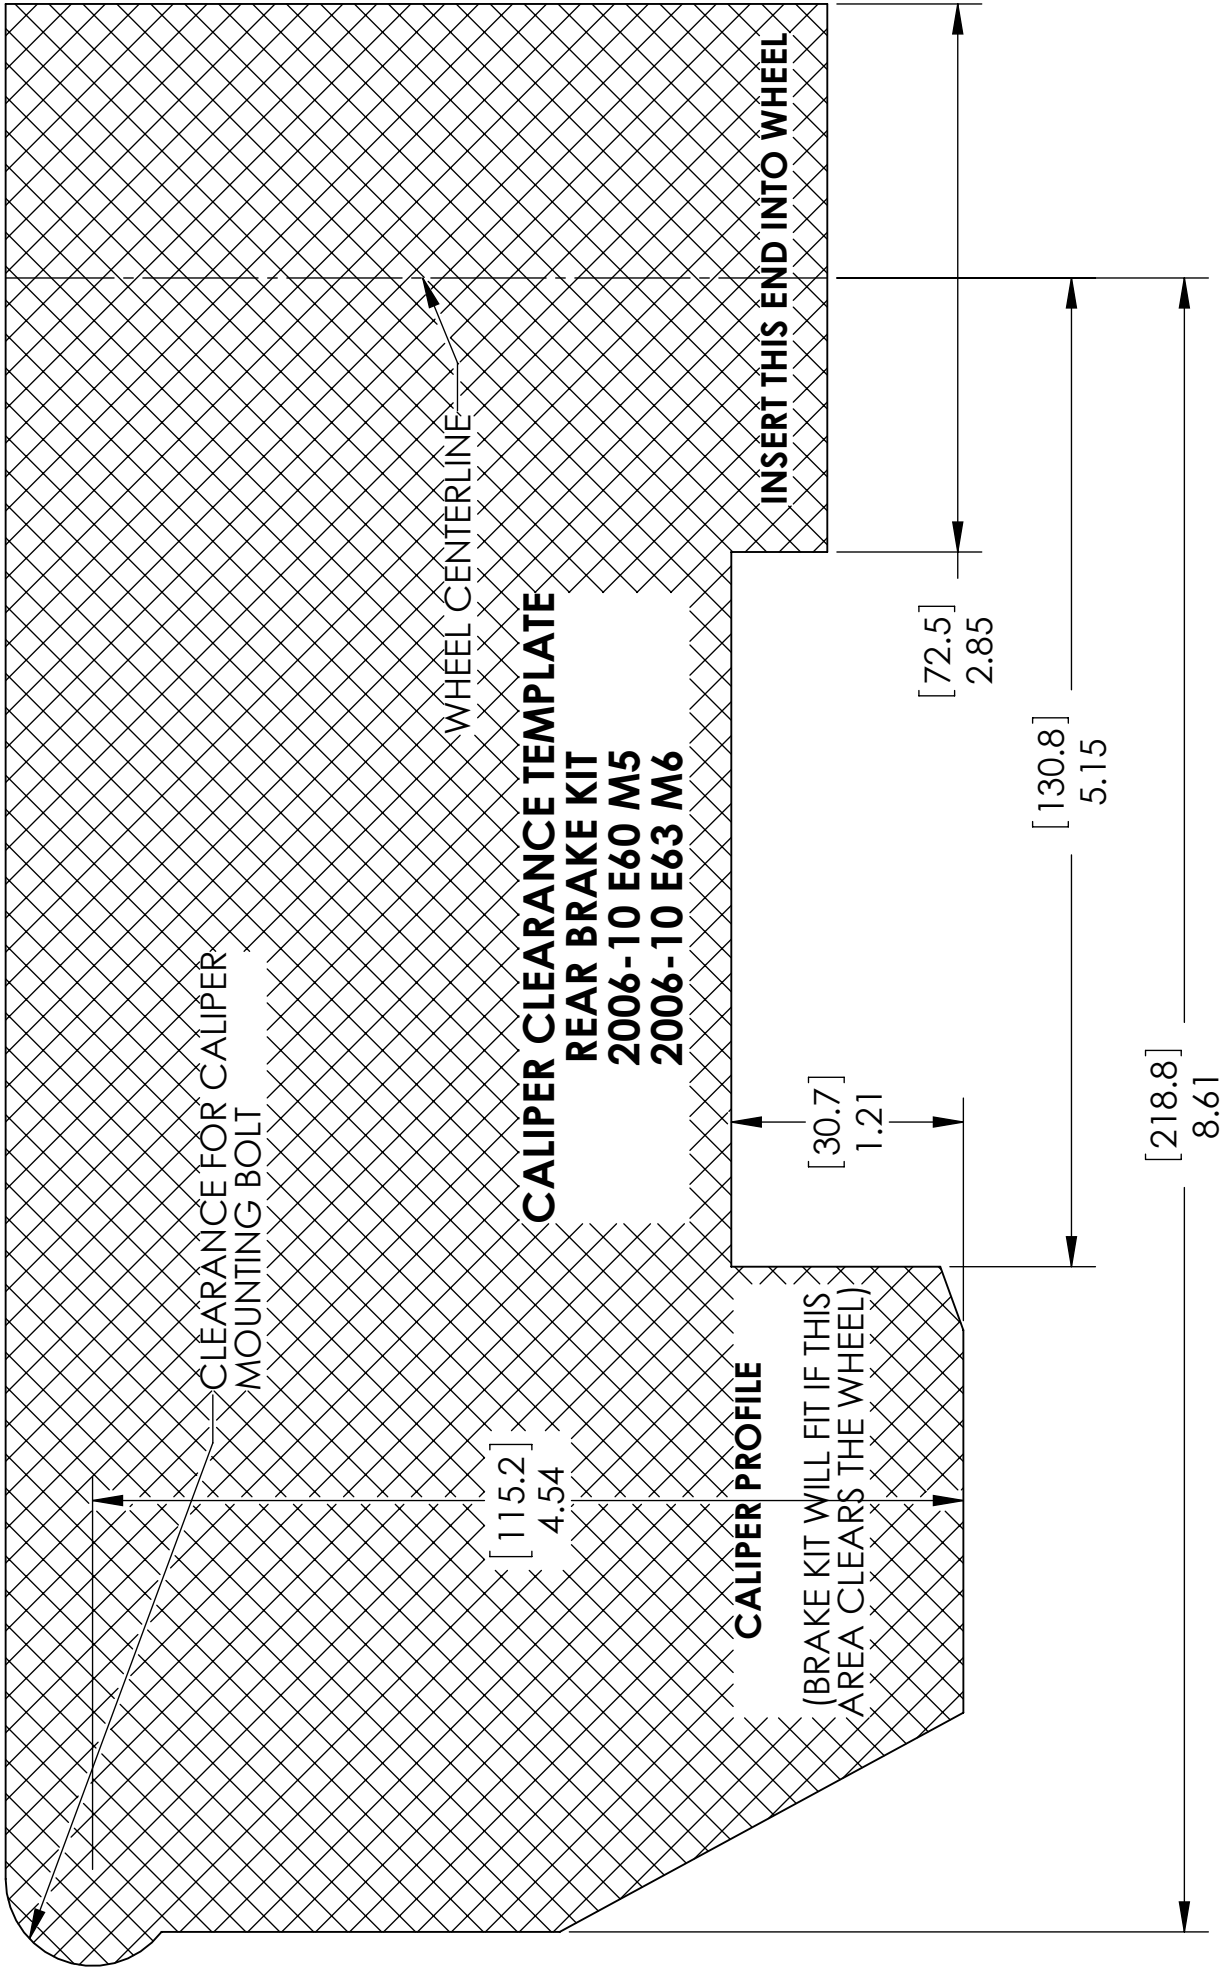 CLEARANCE FOR CALIPER
MOUNTING BOLT
WHEEL CENTERLINE
[115.2]
4.54
CALIPER CLEARANCE TEMPLATE
REAR BRAKE KIT
2006-10 E60 M5
2006-10 E63 M6
CALIPER PROFILE
(BRAKE KIT WILL FIT IF THIS
AREA CLEARS THE WHEEL)
INSERT THIS END INTO WHEEL
[30.7]
1.21
[72.5]
2.85
[130.8]
5.15
[218.8]
8.61